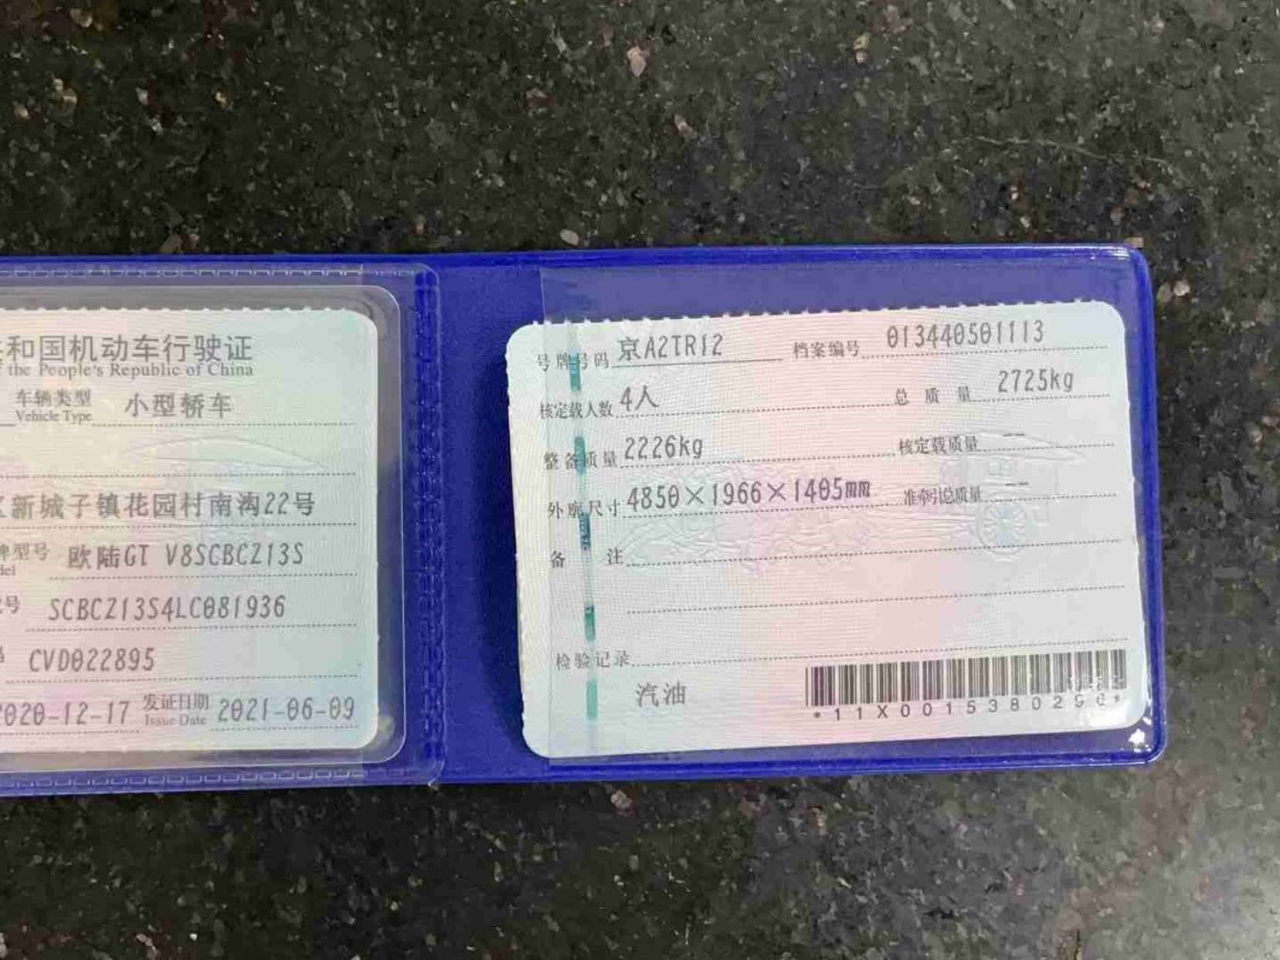 和国机动车行驶证
the People's Republic of China
车辆类型 小型轿车
Vehicle Type
新城子镇花园村南沟22号
型号 欧陆GT V8SCBCZ13S
号 SCBCZ13S4LC081936
CVD022895
2020-12-17 发证日期 2021-06-09
Issue Date
号牌号码 京A2TR12 档案编号 013440501113
核定载人数 4人 总质量 2725kg
整备质量 2226kg 核定载质量 --
外廓尺寸 4850×1966×1405mm 准牵引总质量 --
备注
检验记录
汽油
*11X0015380296*